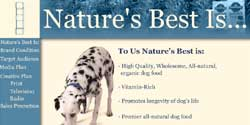 Nature's Best Is...
Nature's Best Is:
Brand Condition
Target Audience
Media Plan
Creative Plan
Print
Television
Radio
Sales Promotion
To Us Nature's Best is:
- High Quality, Wholesome, All-natural,
organic dog food
- Vitamin-Rich
- Promotes longevity of dog's life
- Premier all-natural dog food